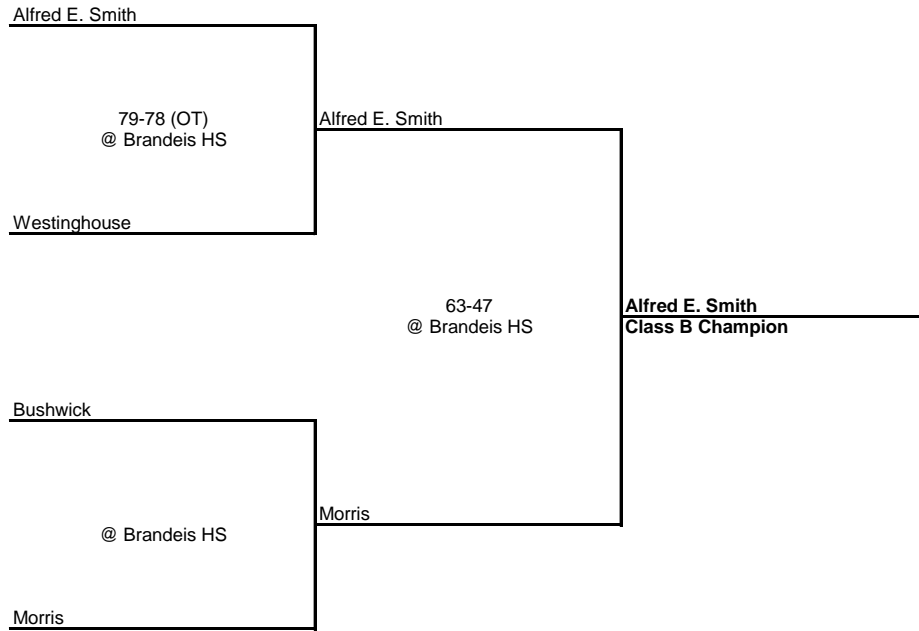 Alfred E. Smith
79-78 (OT)
@ Brandeis HS
Alfred E. Smith
Westinghouse
63-47
@ Brandeis HS
Alfred E. Smith
Class B Champion
Bushwick
@ Brandeis HS
Morris
Morris